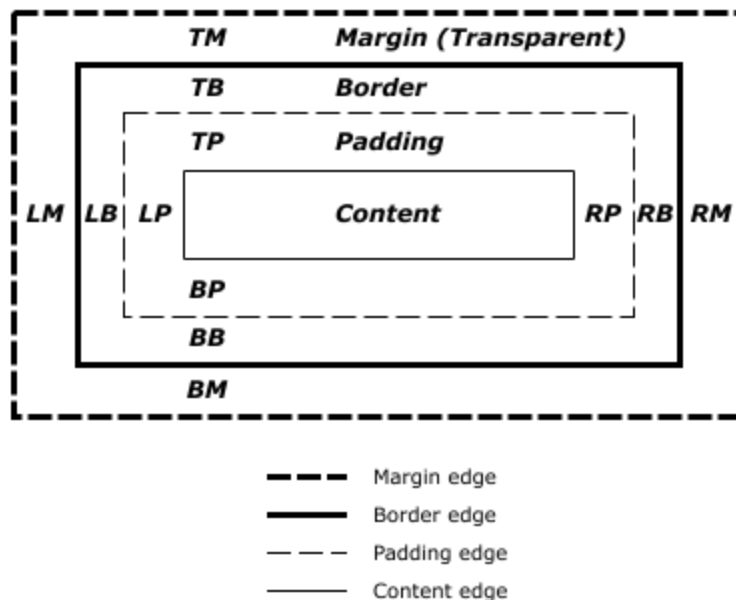 TM Margin (Transparent)
TB Border
TP Padding
LM LB LP Content RP RB RM
BP
BB
BM
Margin edge
Border edge
Padding edge
Content edge